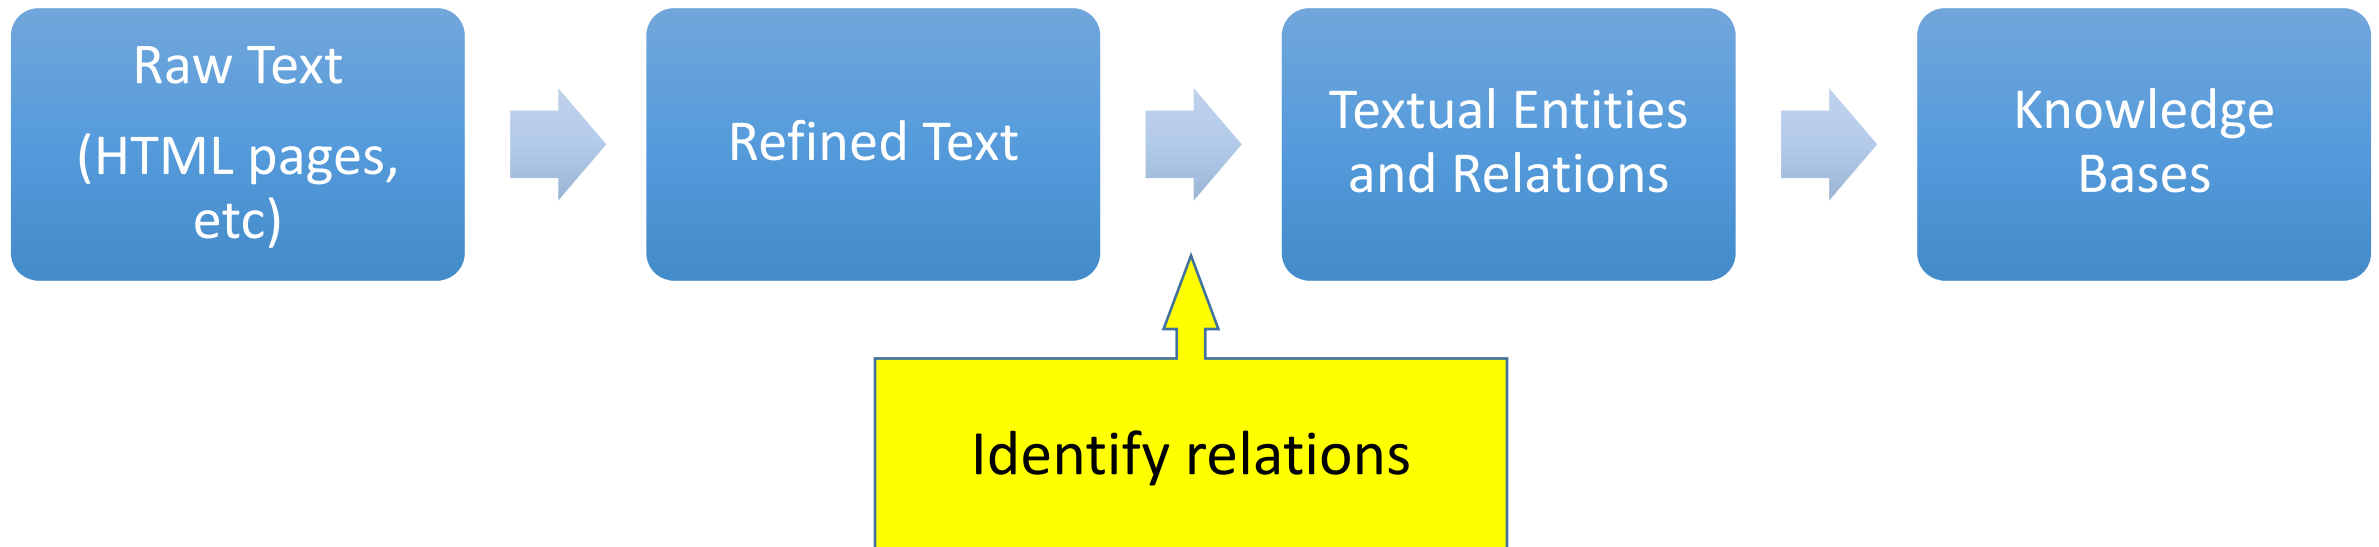 Raw Text
(HTML pages,
etc)
Refined Text
Textual Entities
and Relations
Knowledge
Bases
Identify relations